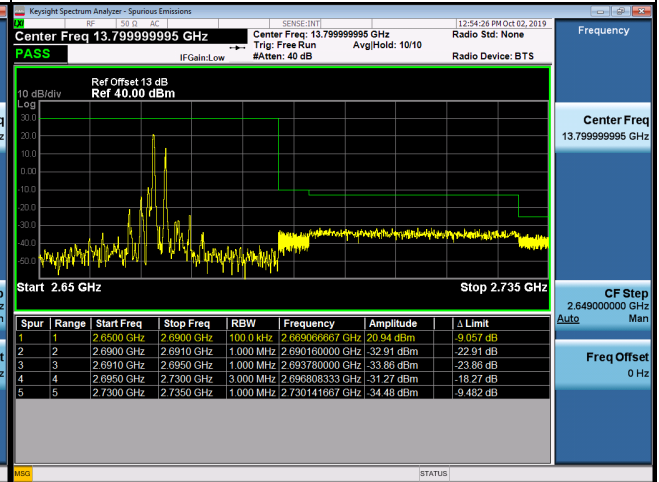 Keysight Spectrum Analyzer - Spurious Emissions
RF 50 Ω AC SENSE:INT 12:54:26 PM Oct 02, 2019
Center Freq 13.799999995 GHz
Center Freq: 13.799999995 GHz Radio Std: None
Trig: Free Run Avg|Hold: 10/10
PASS IFGain:Low #Atten: 40 dB Radio Device: BTS
Ref Offset 13 dB
10 dB/div Ref 40.00 dBm
Log
30.0
20.0
10.0
0.00
-10.0
-20.0
-30.0
-40.0
-50.0
Start 2.65 GHz Stop 2.735 GHz
Spur Range Start Freq Stop Freq RBW Frequency Amplitude Δ Limit
1 1 2.6500 GHz 2.6900 GHz 100.0 kHz 2.669066667 GHz 20.94 dBm -9.057 dB
2 2 2.6900 GHz 2.6910 GHz 1.000 MHz 2.690160000 GHz -32.91 dBm -22.91 dB
3 3 2.6910 GHz 2.6950 GHz 1.000 MHz 2.693780000 GHz -33.86 dBm -23.86 dB
4 4 2.6950 GHz 2.7300 GHz 3.000 MHz 2.696808333 GHz -31.27 dBm -18.27 dB
5 5 2.7300 GHz 2.7350 GHz 1.000 MHz 2.730141667 GHz -34.48 dBm -9.482 dB
MSG STATUS
Frequency
Center Freq
13.799999995 GHz
CF Step
2.649000000 GHz
Auto Man
Freq Offset
0 Hz